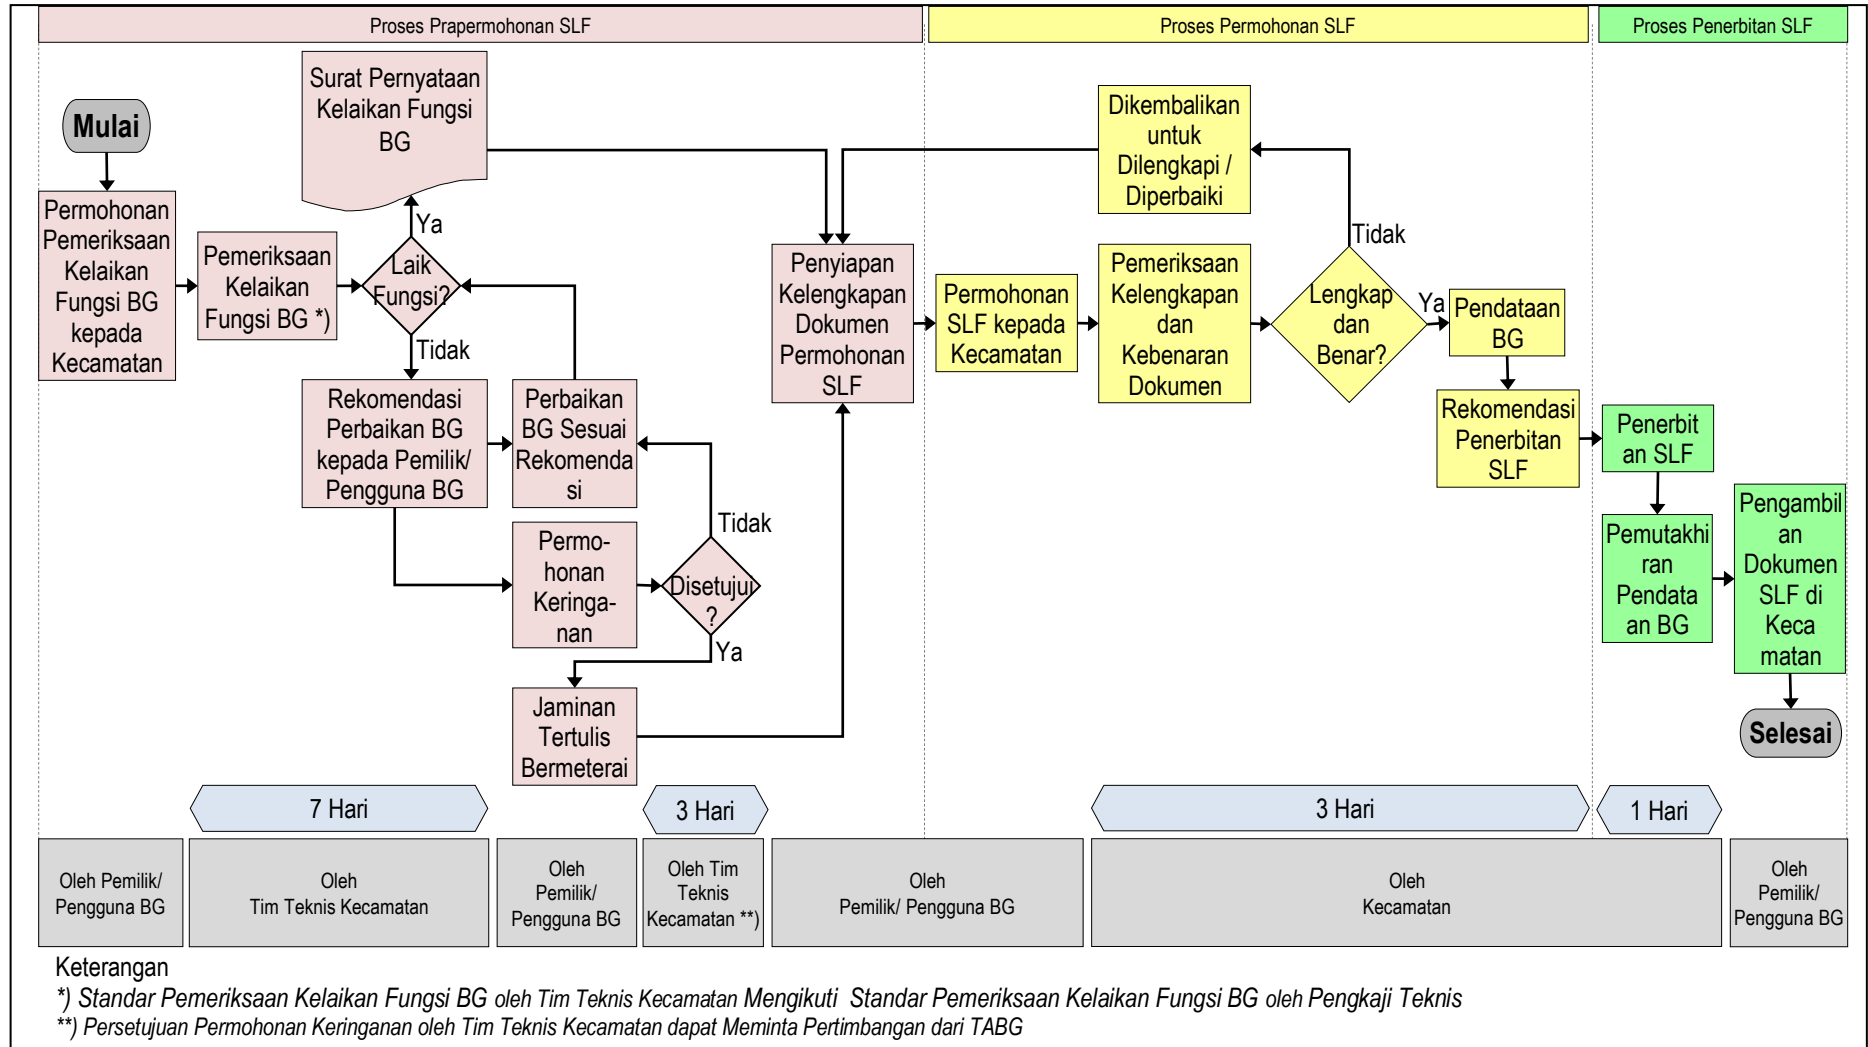 Proses Prapermohonan SLF
Proses Permohonan SLF
Proses Penerbitan SLF
Mulai
Permohonan
Pemeriksaan
Kelaikan
Fungsi BG
kepada
Kecamatan
Pemeriksaan
Kelaikan
Fungsi BG *)
Surat Pernyataan
Kelaikan Fungsi
BG
Ya
Laik
Fungsi?
Tidak
Rekomendasi
Perbaikan BG
kepada Pemilik/
Pengguna BG
Perbaikan
BG Sesuai
Rekomenda
si
Permo-
honan
Keringa-
nan
Tidak
Disetujui
?
Ya
Jaminan
Tertulis
Bermeterai
Penyiapan
Kelengkapan
Dokumen
Permohonan
SLF
Permohonan
SLF kepada
Kecamatan
Dikembalikan
untuk
Dilengkapi /
Diperbaiki
Pemeriksaan
Kelengkapan
dan
Kebenaran
Dokumen
Tidak
Lengkap
dan
Benar?
Ya
Pendataan
BG
Rekomendasi
Penerbitan
SLF
Penerbit
an SLF
Pemutakhi
ran
Pendata
an BG
Pengambil
an
Dokumen
SLF di
Keca
matan
Selesai
7 Hari
3 Hari
3 Hari
1 Hari
Oleh Pemilik/
Pengguna BG
Oleh
Tim Teknis Kecamatan
Oleh
Pemilik/
Pengguna BG
Oleh Tim
Teknis
Kecamatan **)
Oleh
Pemilik/ Pengguna BG
Oleh
Kecamatan
Oleh
Pemilik/
Pengguna BG
Keterangan
*) Standar Pemeriksaan Kelaikan Fungsi BG oleh Tim Teknis Kecamatan Mengikuti Standar Pemeriksaan Kelaikan Fungsi BG oleh Pengkaji Teknis
**) Persetujuan Permohonan Keringanan oleh Tim Teknis Kecamatan dapat Meminta Pertimbangan dari TABG